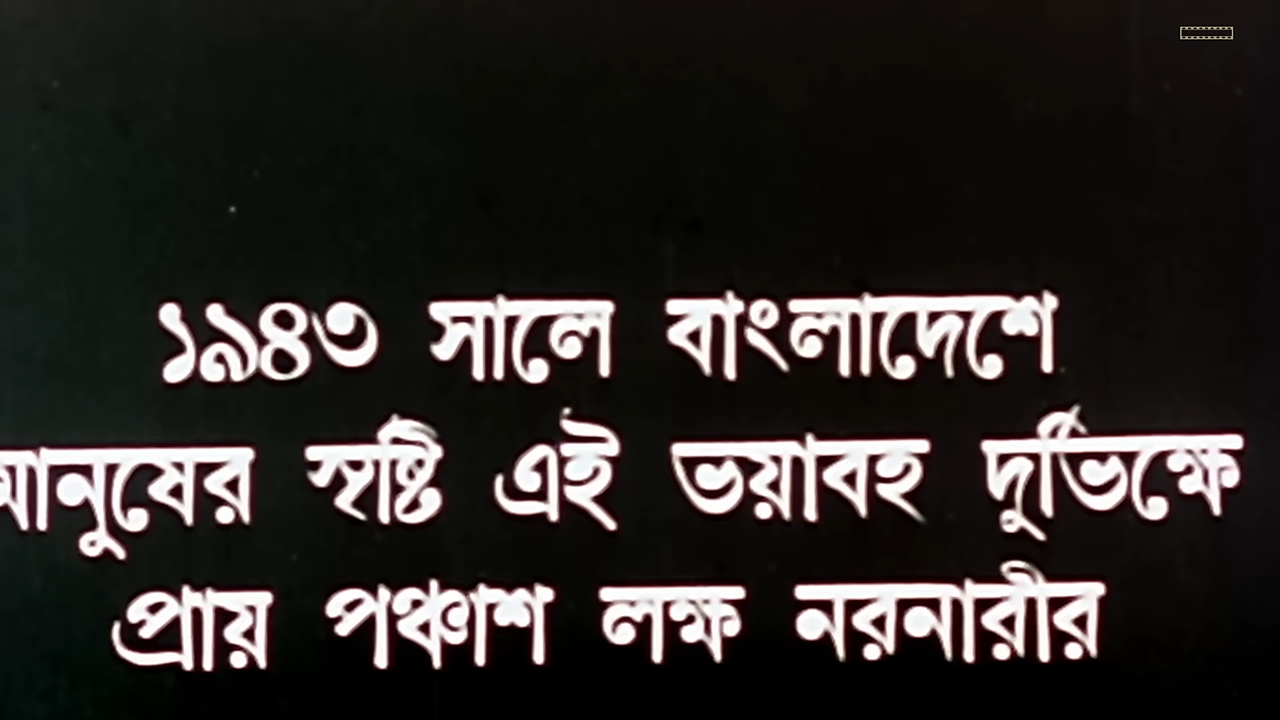 ১৯৪৩ সালে বাংলাদেশে
মানুষের সৃষ্টি এই ভয়াবহ দুর্ভিক্ষে
প্রায় পঞ্চাশ লক্ষ নরনারীর